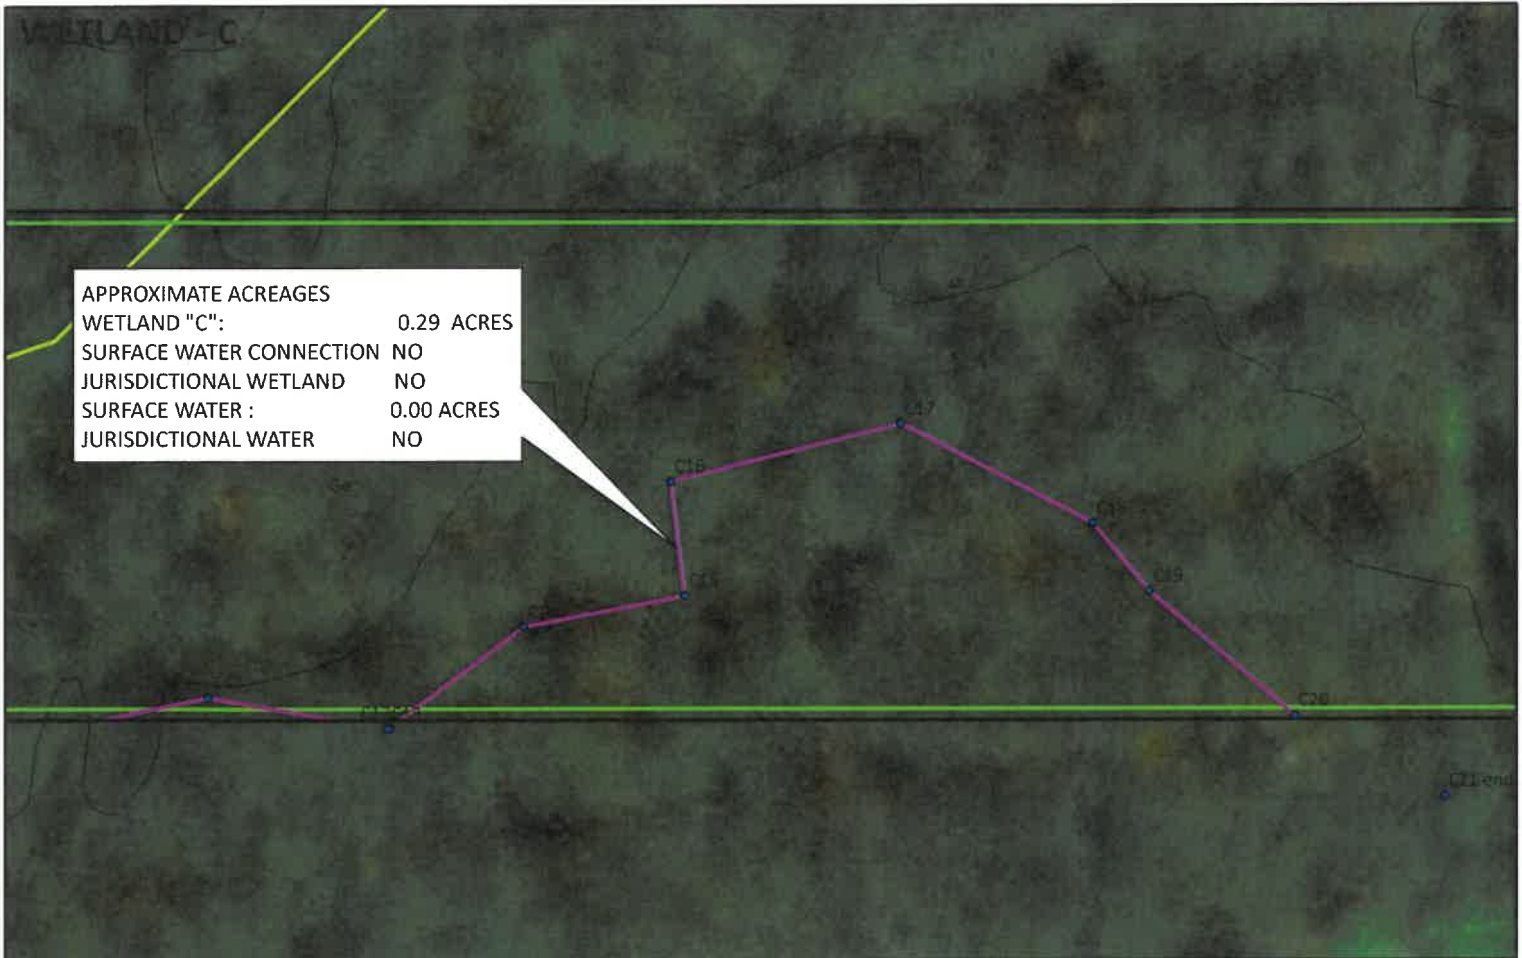 WETLAND - C
APPROXIMATE ACREAGES
WETLAND "C": 0.29 ACRES
SURFACE WATER CONNECTION NO
JURISDICTIONAL WETLAND NO
SURFACE WATER : 0.00 ACRES
JURISDICTIONAL WATER NO
C17
C16
C19
C20
C21 end